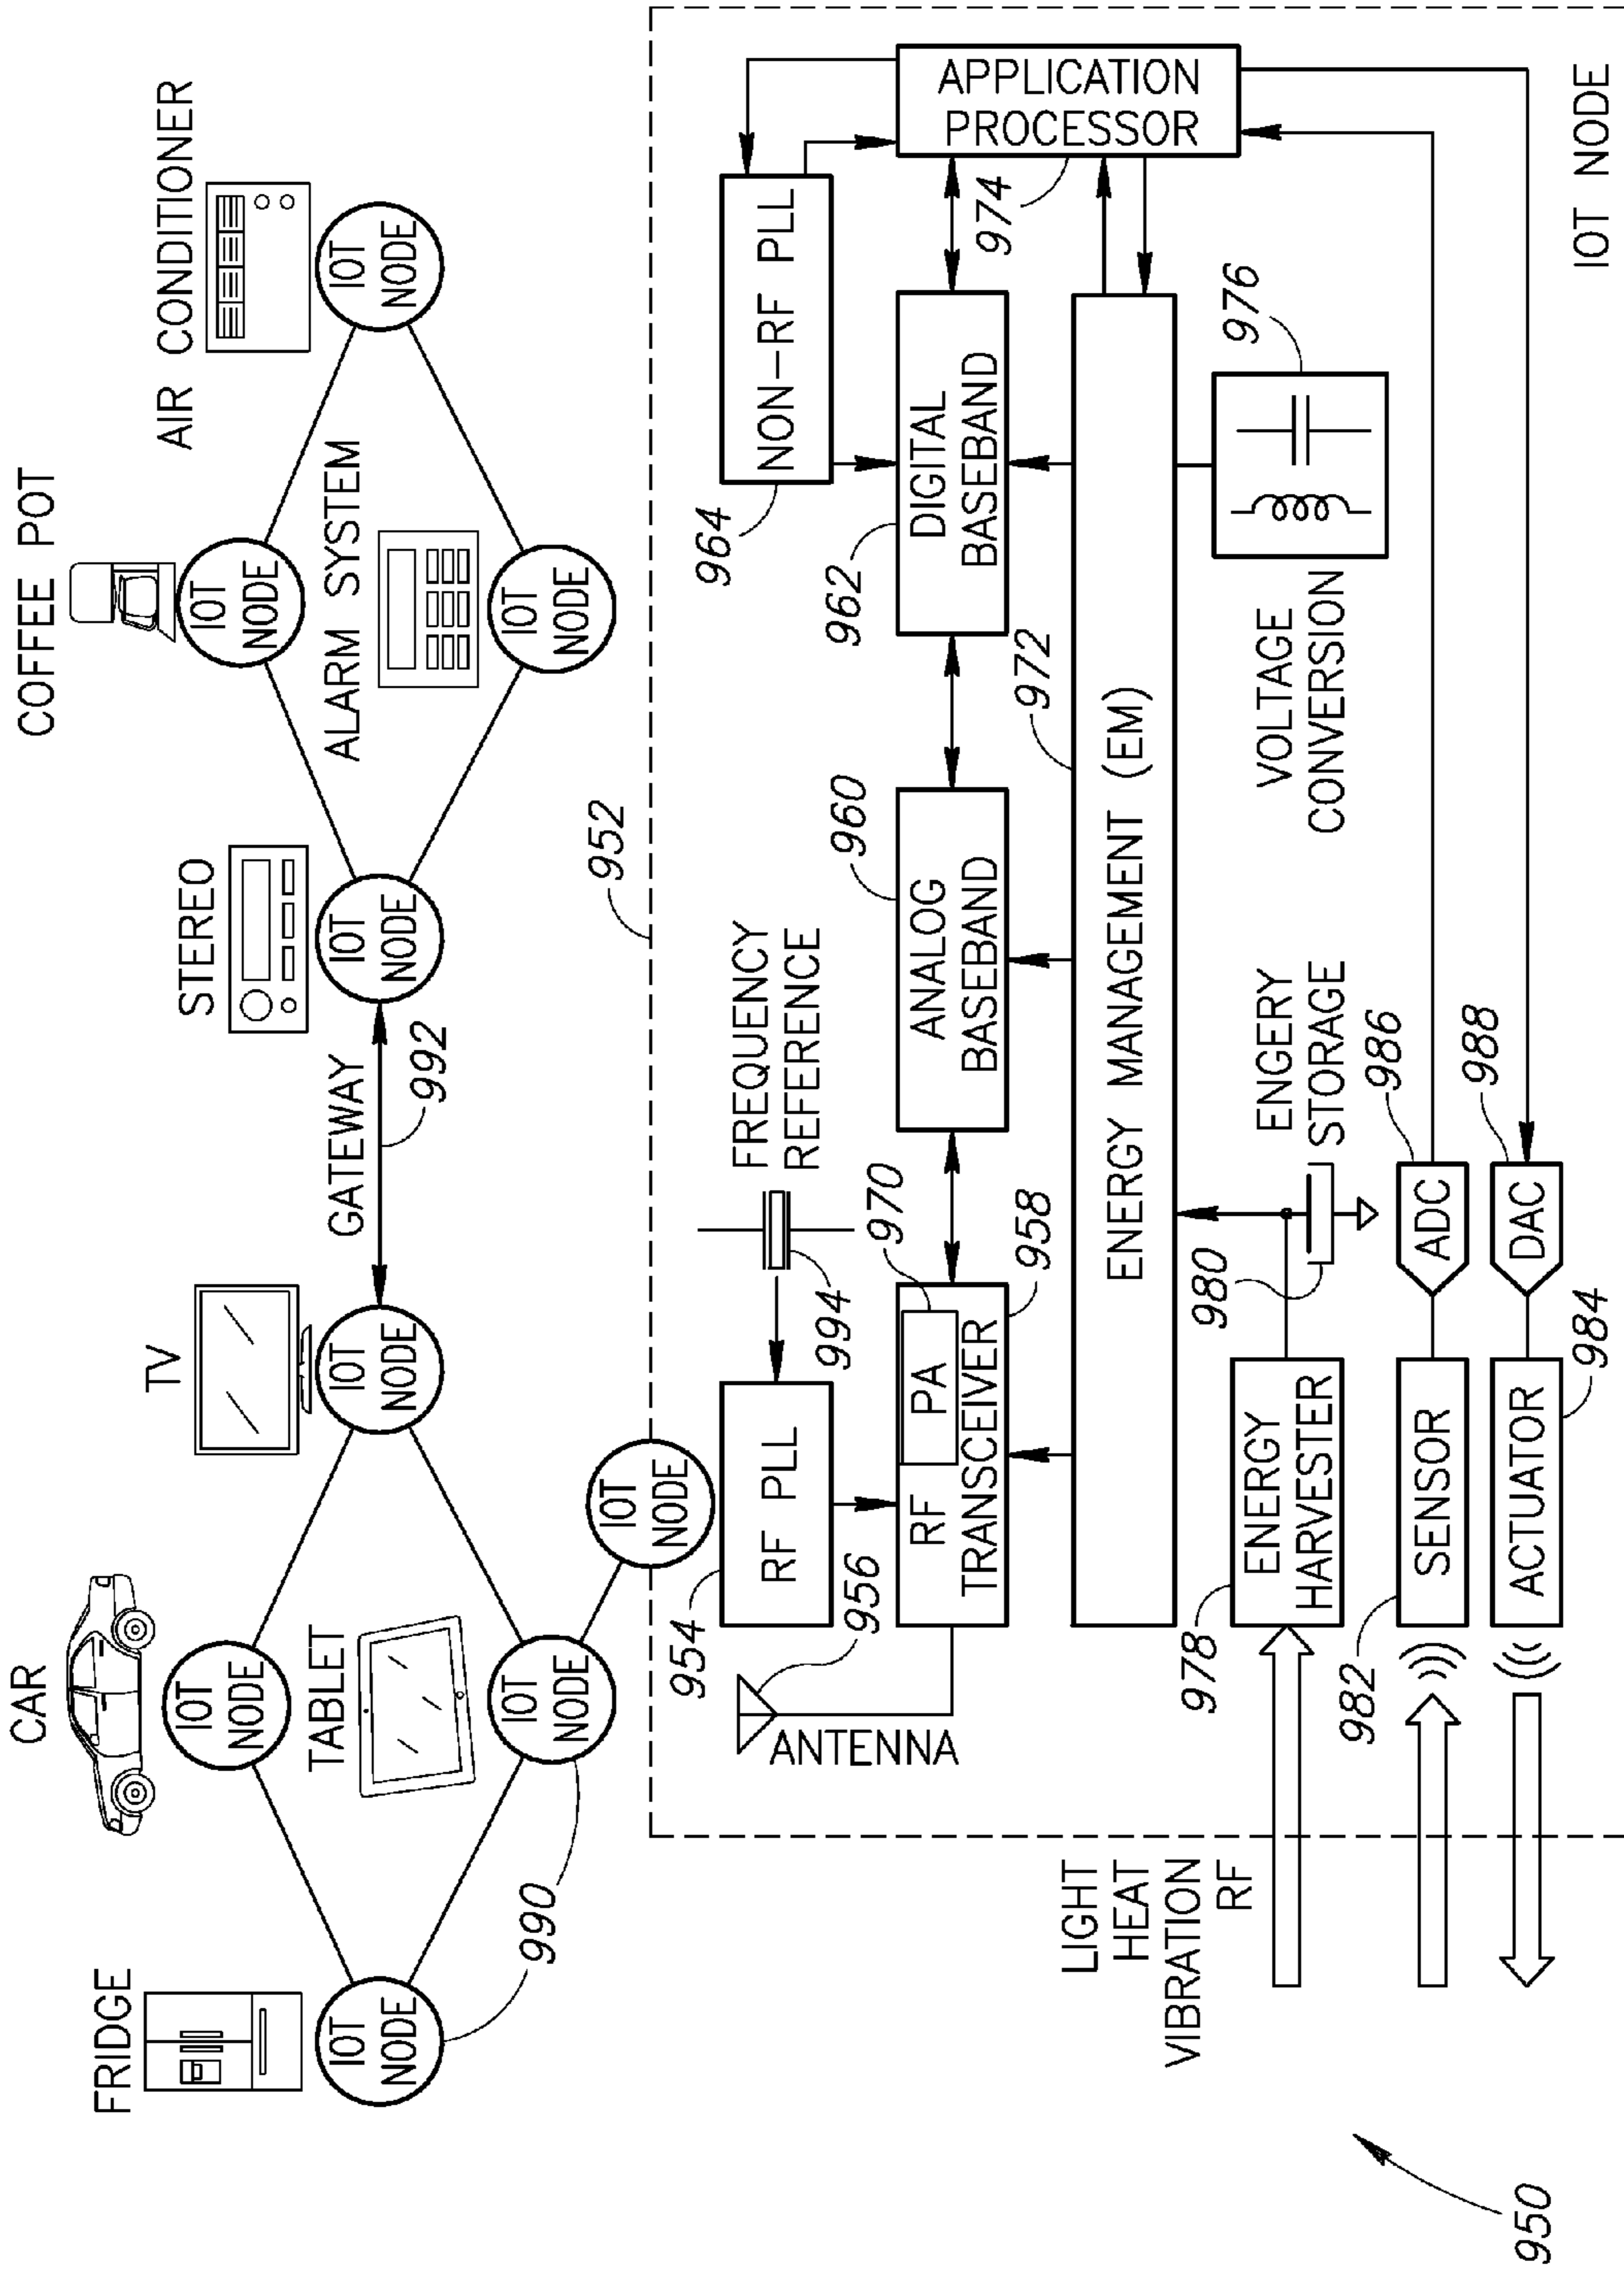 COFFEE POT
CAR
TV
STEREO
AIR CONDITIONER
FRIDGE
IOT
NODE
IOT
NODE
TABLET
IOT
NODE
GATEWAY
992
IOT
NODE
IOT
NODE
ALARM SYSTEM
IOT
NODE
990
IOT
NODE
IOT
NODE
IOT
NODE
952
954
RF PLL
994
FREQUENCY
REFERENCE
964
NON-RF PLL
956
ANTENNA
RF
TRANSCEIVER
PA
970
958
ANALOG
BASEBAND
960
DIGITAL
BASEBAND
962
APPLICATION
PROCESSOR
974
ENERGY MANAGEMENT (EM)
972
LIGHT
HEAT
VIBRATION
RF
978
ENERGY
HARVESTER
980
ENGERY
STORAGE
VOLTAGE
CONVERSION
976
982
SENSOR
ADC
986
ACTUATOR
984
DAC
988
950
IOT NODE